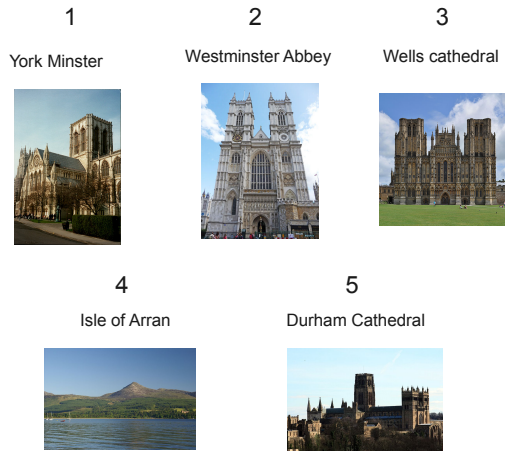 1
2
3
York Minster
Westminster Abbey
Wells cathedral
4
5
Isle of Arran
Durham Cathedral